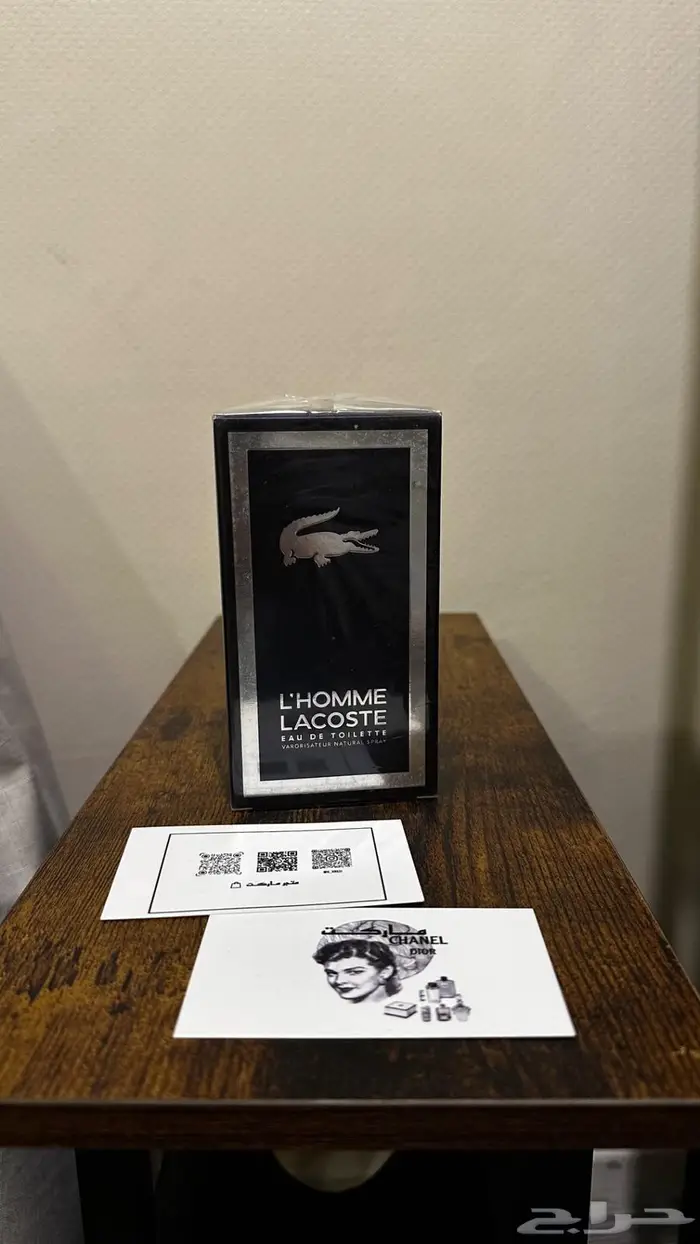 L'HOMME
LACOSTE
EAU DE TOILETTE
VAPORISATEUR NATURAL SPRAY
متجر ماركت
ماركت
CHANEL
DIOR
حراج